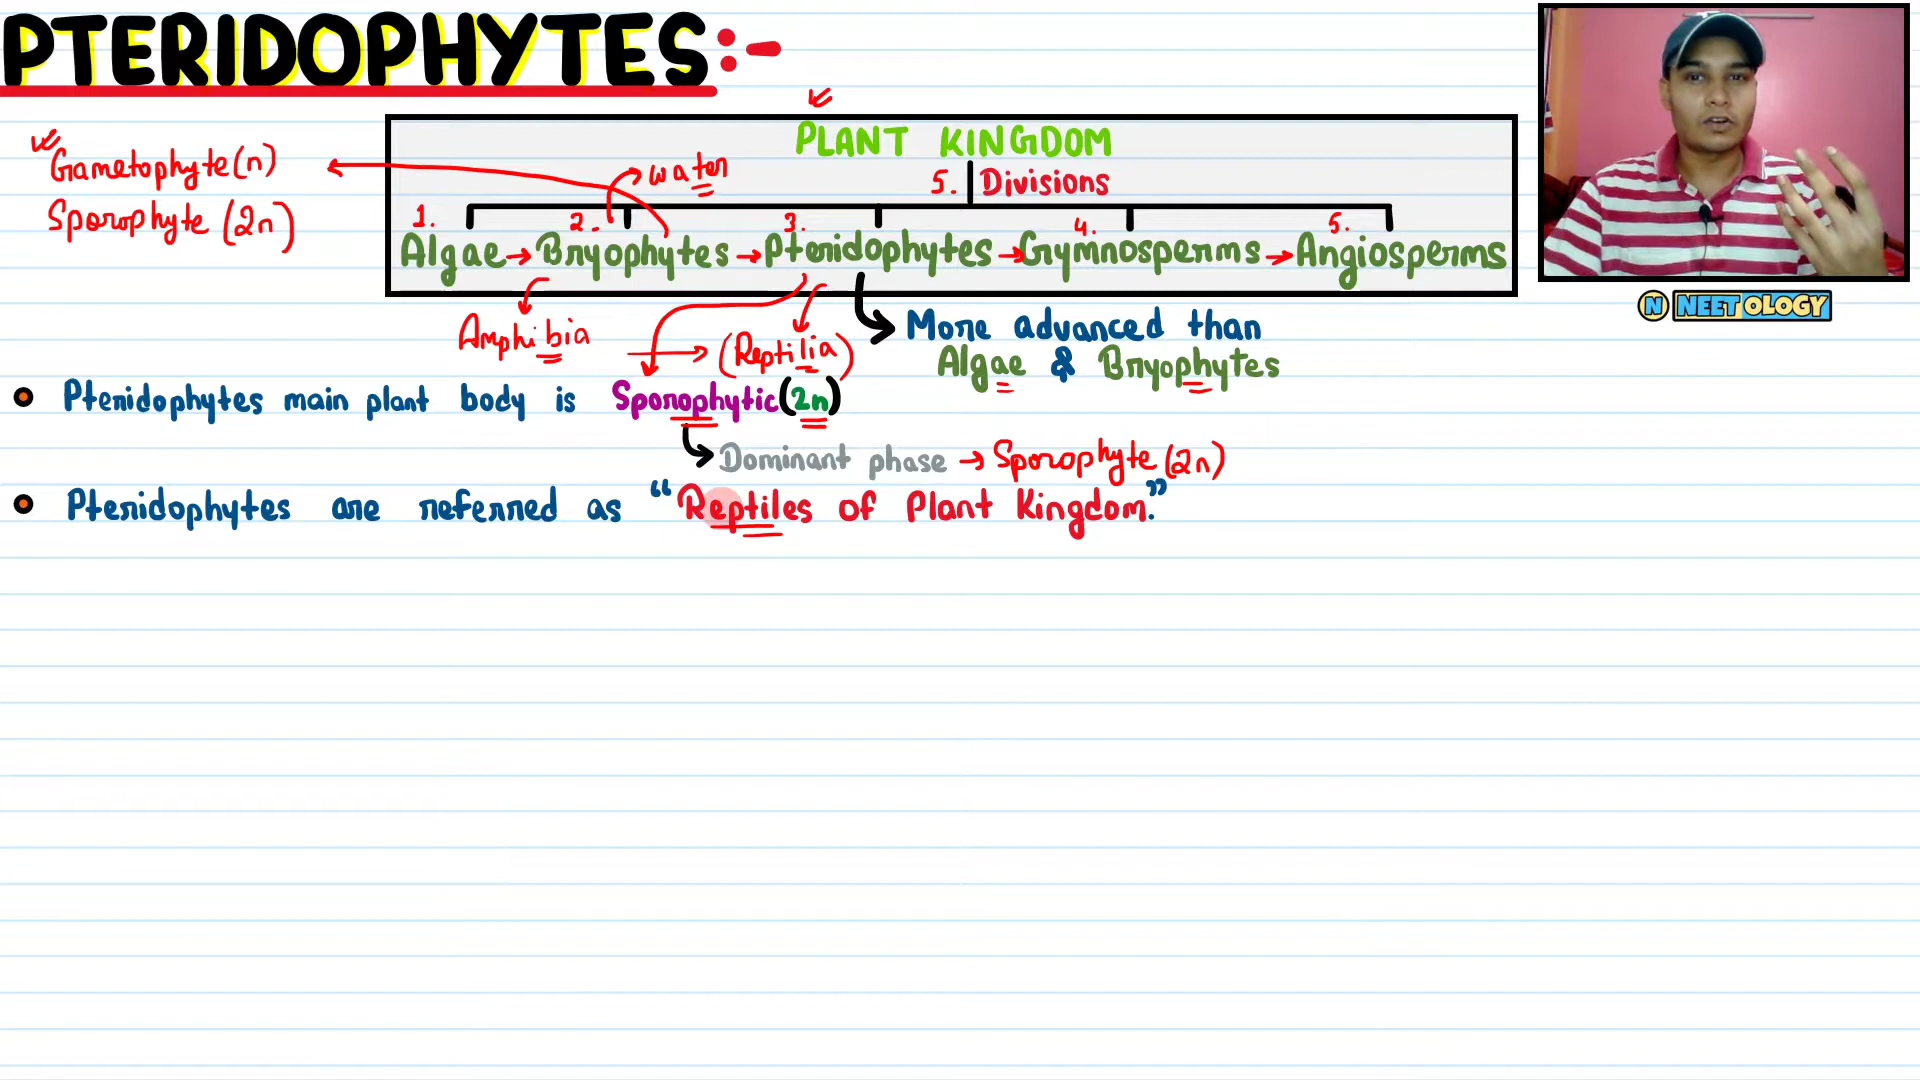 PTERIDOPHYTES:-
PLANT KINGDOM
5. Divisions
Gametophyte(n)
Sporophyte (2n)
water
1. 2. 3. 4. 5.
Algae → Bryophytes → Pteridophytes → Gymnosperms → Angiosperms
NEETOLOGY
Amphibia
(Reptilia)
More advanced than
Algae & Bryophytes
• Pteridophytes main plant body is Sporophytic(2n)
Dominant phase → Sporophyte (2n)
• Pteridophytes are referred as “Reptiles of Plant Kingdom.”